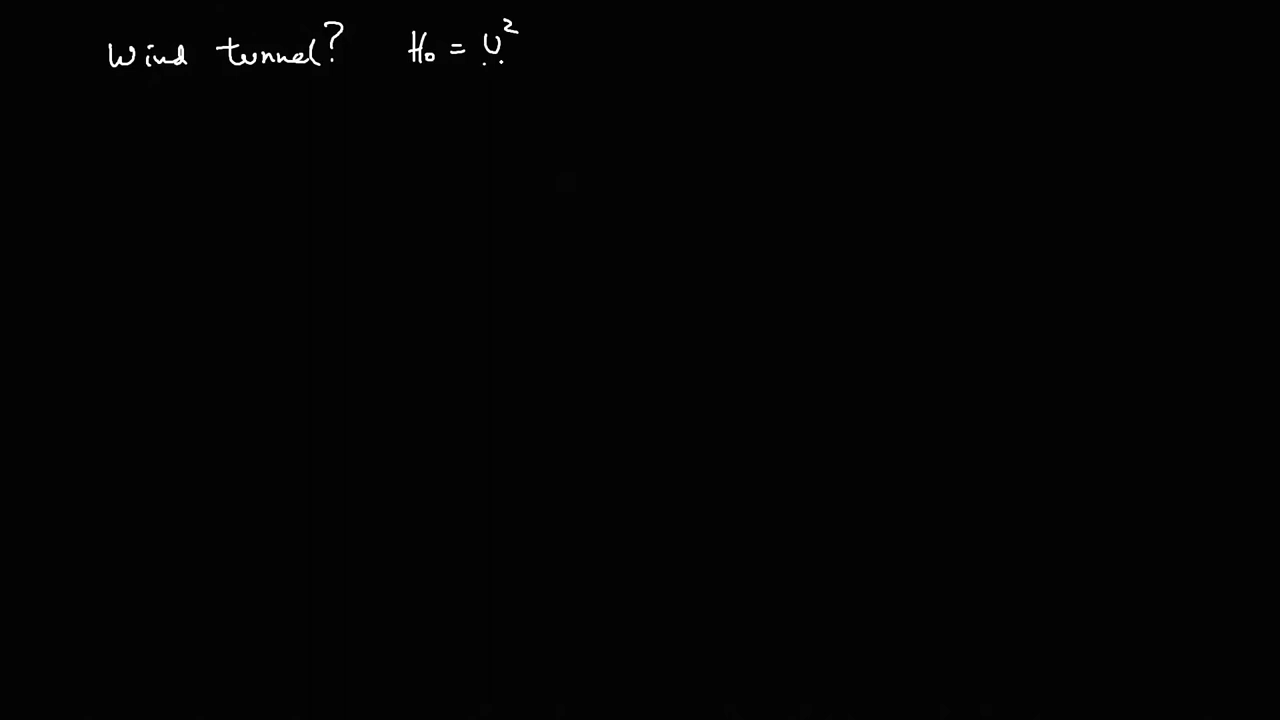 Wind tunnel? H₀ = U²